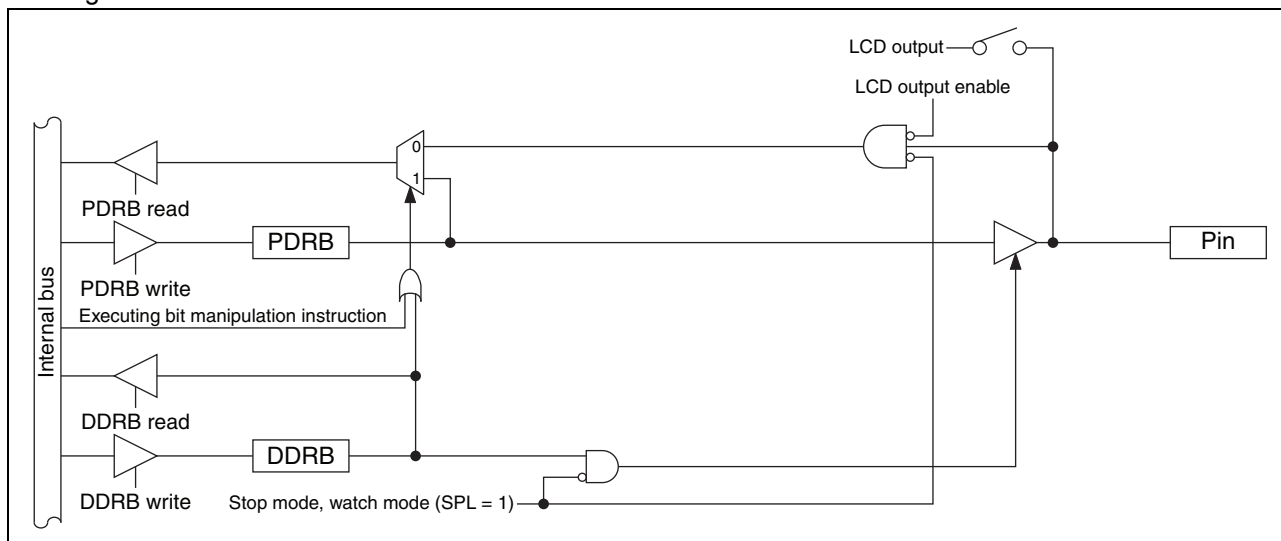 LCD output
LCD output enable
0
1
PDRB read
PDRB
Pin
PDRB write
Executing bit manipulation instruction
Internal bus
DDRB read
DDRB
DDRB write
Stop mode, watch mode (SPL = 1)